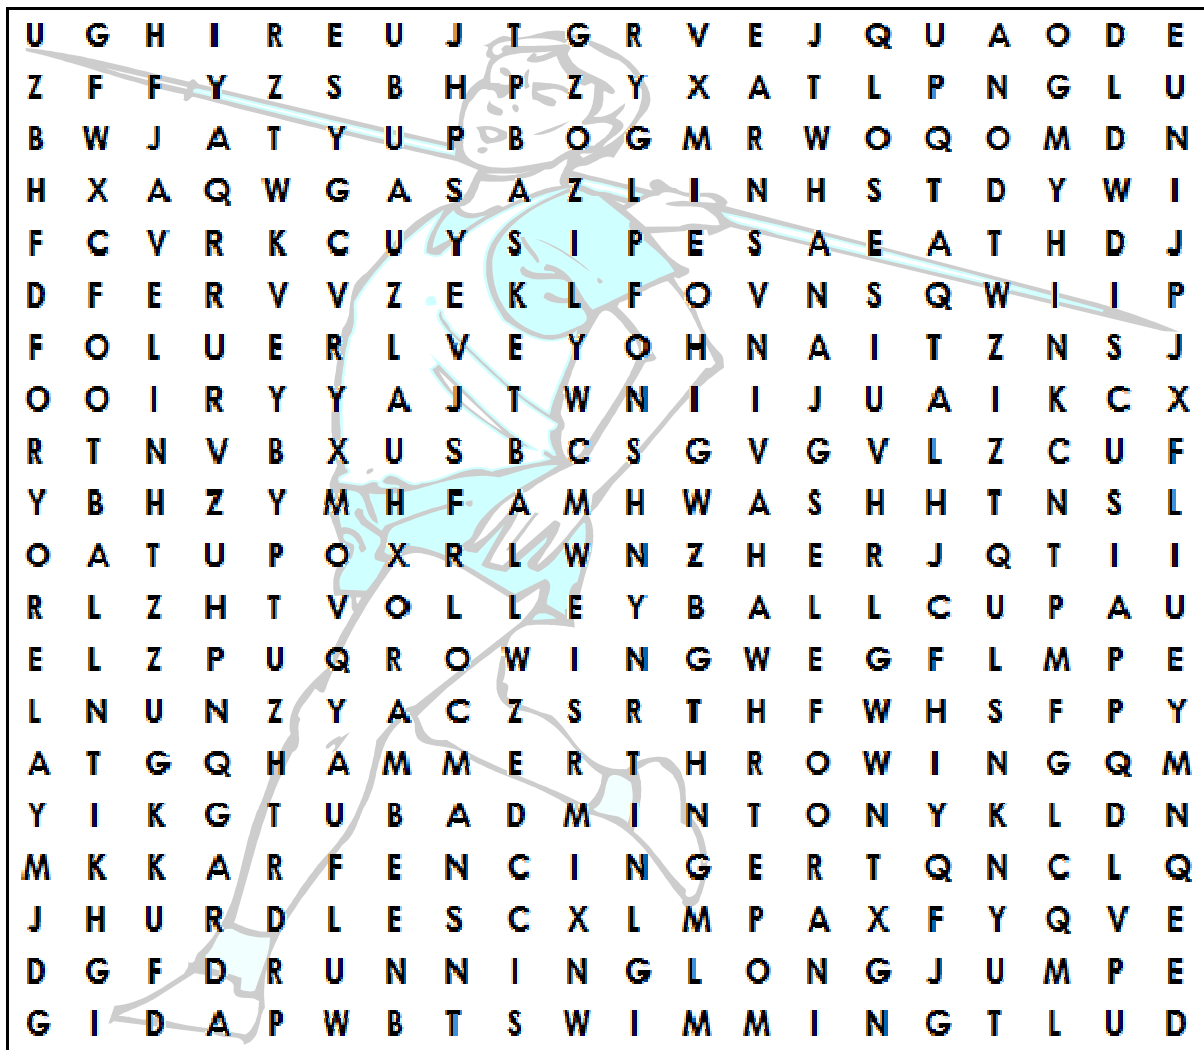 U G H I R E U J T G R V E J Q U A O D E
Z F F Y Z S B H P Z Y X A T L P N G L U
B W J A T Y U P B O G M R W O Q O M D N
H X A Q W G A S A Z L I N H S T D Y W I
F C V R K C U Y S I P E S A E A T H D J
D F E R V V Z E K L F O V N S Q W I I P
F O L U E R L V E Y O H N A I T Z N S J
O O I R Y Y A J T W N I I J U A I K C X
R T N V B X U S B C S G V G V L Z C U F
Y B H Z Y M H F A M H W A S H H T N S L
O A T U P O X R L W N Z H E R J Q T I I
R L Z H T V O L L E Y B A L L C U P A U
E L Z P U Q R O W I N G W E G F L M P E
L N U N Z Y A C Z S R T H F W H S F P Y
A T G Q H A M M E R T H R O W I N G Q M
Y I K G T U B A D M I N T O N Y K L D N
M K K A R F E N C I N G E R T Q N C L Q
J H U R D L E S C X L M P A X F Y Q V E
D G F D R U N N I N G L O N G J U M P E
G I D A P W B T S W I M M I N G T L U D